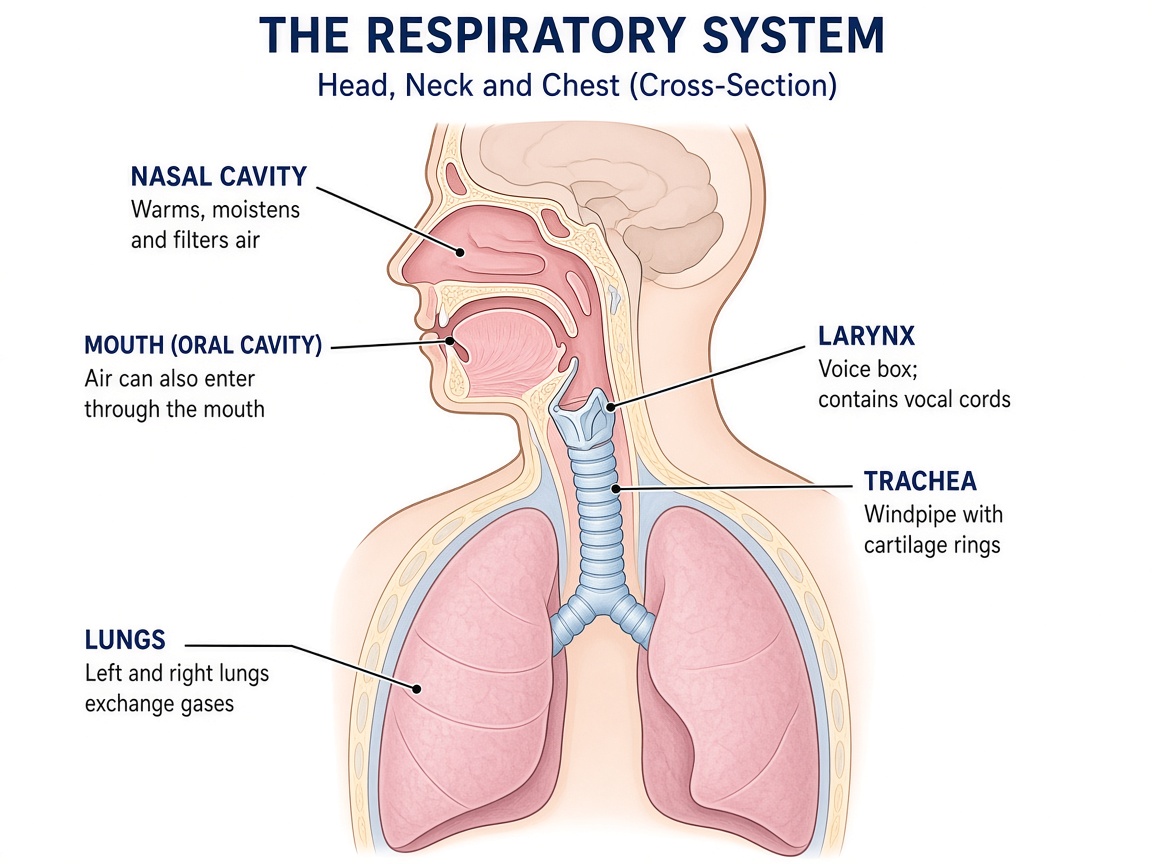 THE RESPIRATORY SYSTEM
Head, Neck and Chest (Cross-Section)
NASAL CAVITY
Warms, moistens
and filters air
MOUTH (ORAL CAVITY)
Air can also enter
through the mouth
LARYNX
Voice box;
contains vocal cords
TRACHEA
Windpipe with
cartilage rings
LUNGS
Left and right lungs
exchange gases